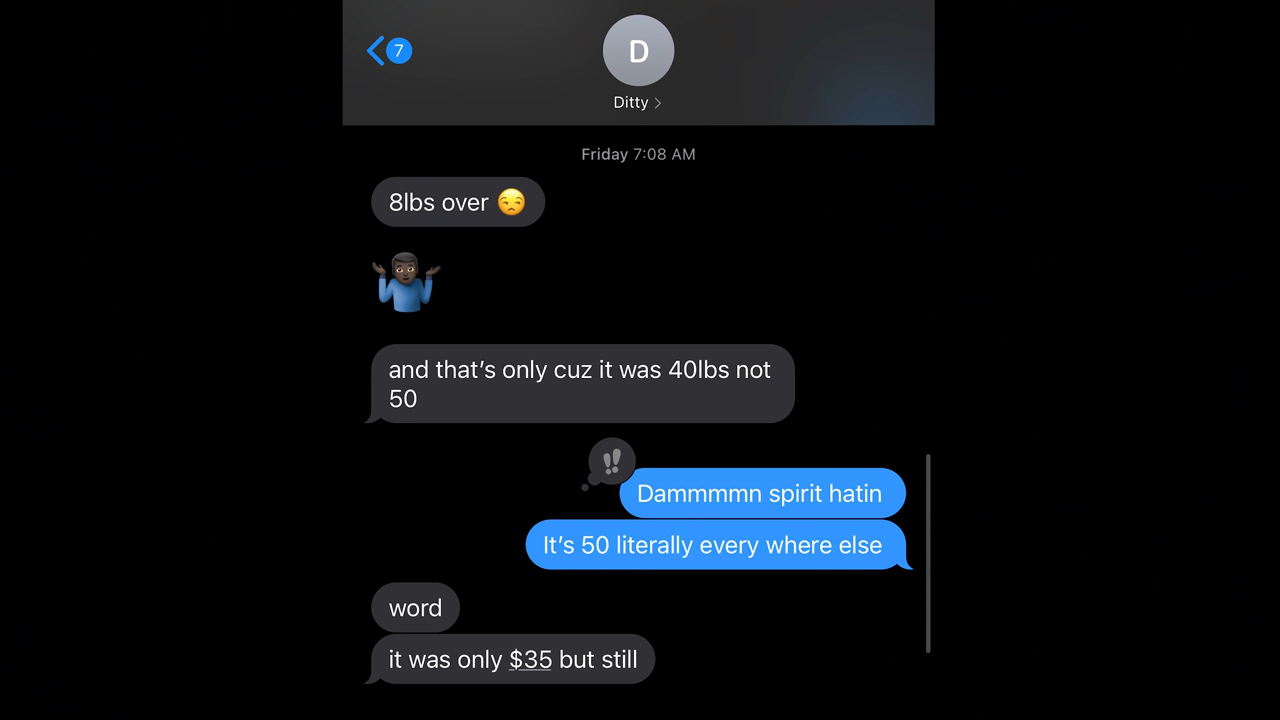 7
D
Ditty
Friday 7:08 AM
8lbs over 😒
🤷🏿‍♂️
and that’s only cuz it was 40lbs not
50
‼
Dammmmn spirit hatin
It’s 50 literally every where else
word
it was only $35 but still